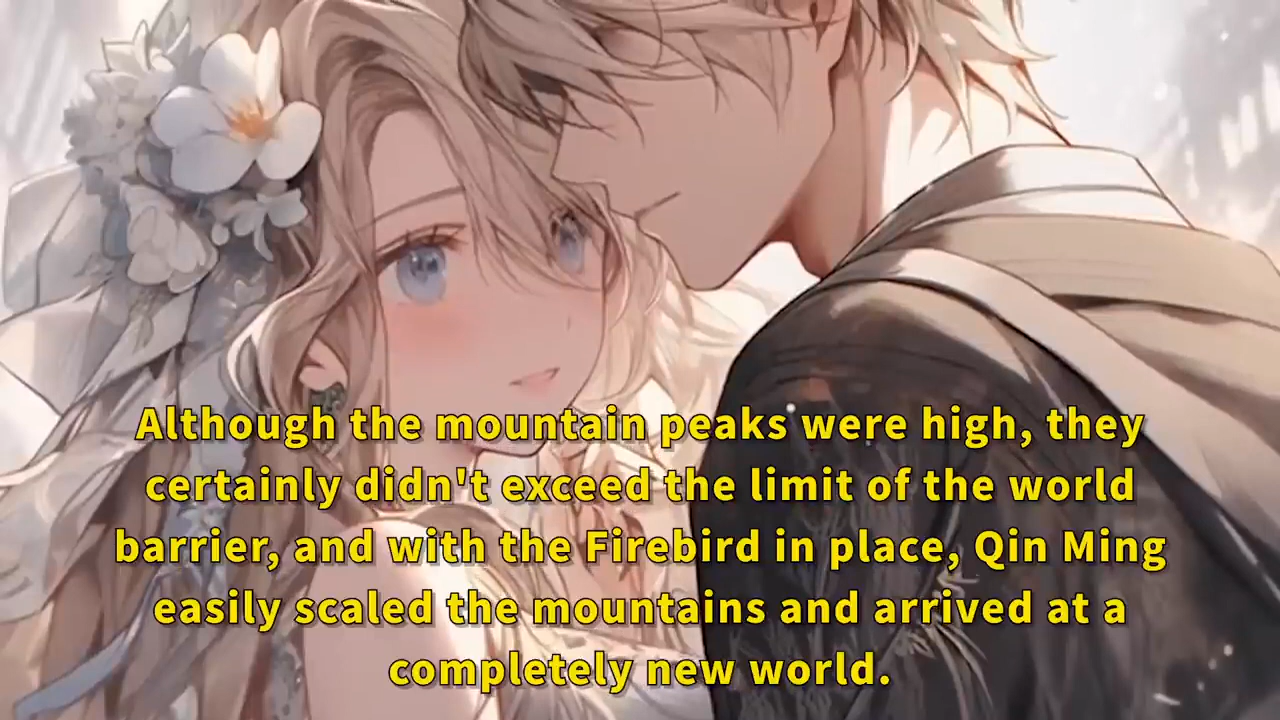 Although the mountain peaks were high, they
certainly didn't exceed the limit of the world
barrier, and with the Firebird in place, Qin Ming
easily scaled the mountains and arrived at a
completely new world.